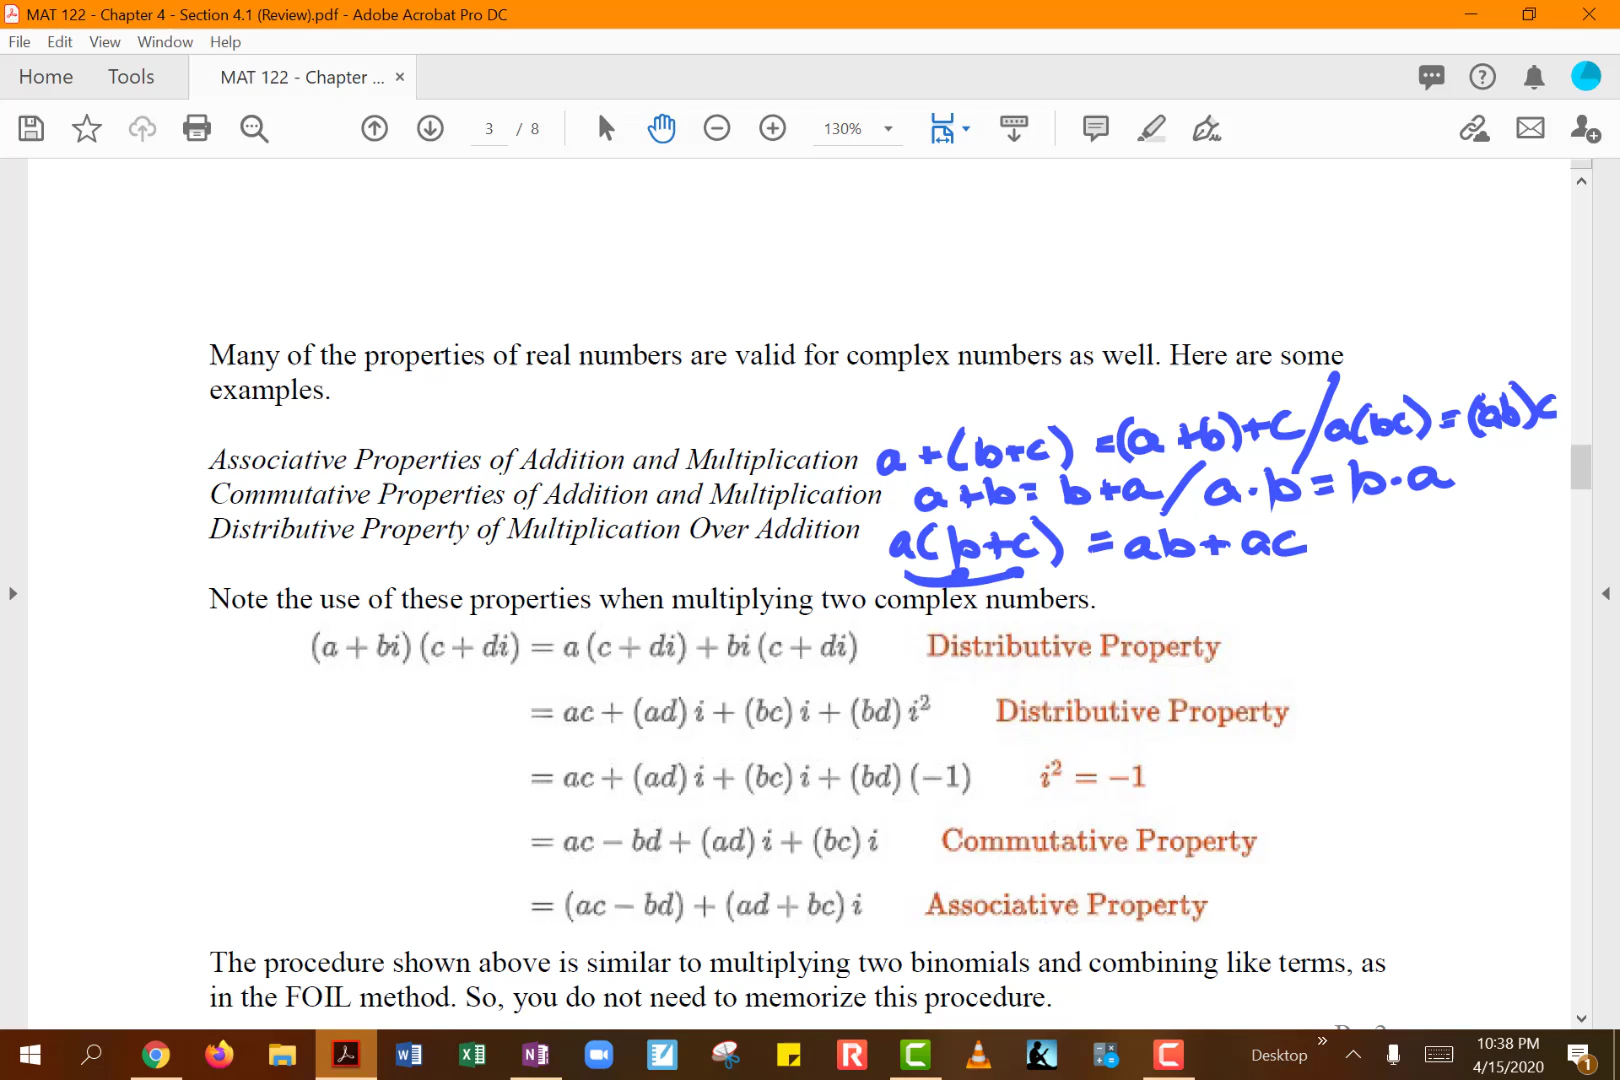 MAT 122 - Chapter 4 - Section 4.1 (Review).pdf - Adobe Acrobat Pro DC
File Edit View Window Help
Home Tools MAT 122 - Chapter ... ×
3 / 8 130%
Many of the properties of real numbers are valid for complex numbers as well. Here are some
examples.
Associative Properties of Addition and Multiplication a+(b+c) =(a+b)+c / a(bc) = (ab)c
Commutative Properties of Addition and Multiplication a+b = b+a / a·b = b·a
Distributive Property of Multiplication Over Addition a(b+c) = ab+ac
Note the use of these properties when multiplying two complex numbers.
(a + bi) (c + di) = a (c + di) + bi (c + di) Distributive Property
= ac + (ad) i + (bc) i + (bd) i² Distributive Property
= ac + (ad) i + (bc) i + (bd) (−1) i² = −1
= ac − bd + (ad) i + (bc) i Commutative Property
= (ac − bd) + (ad + bc) i Associative Property
The procedure shown above is similar to multiplying two binomials and combining like terms, as
in the FOIL method. So, you do not need to memorize this procedure.
Desktop » 10:38 PM
4/15/2020 1